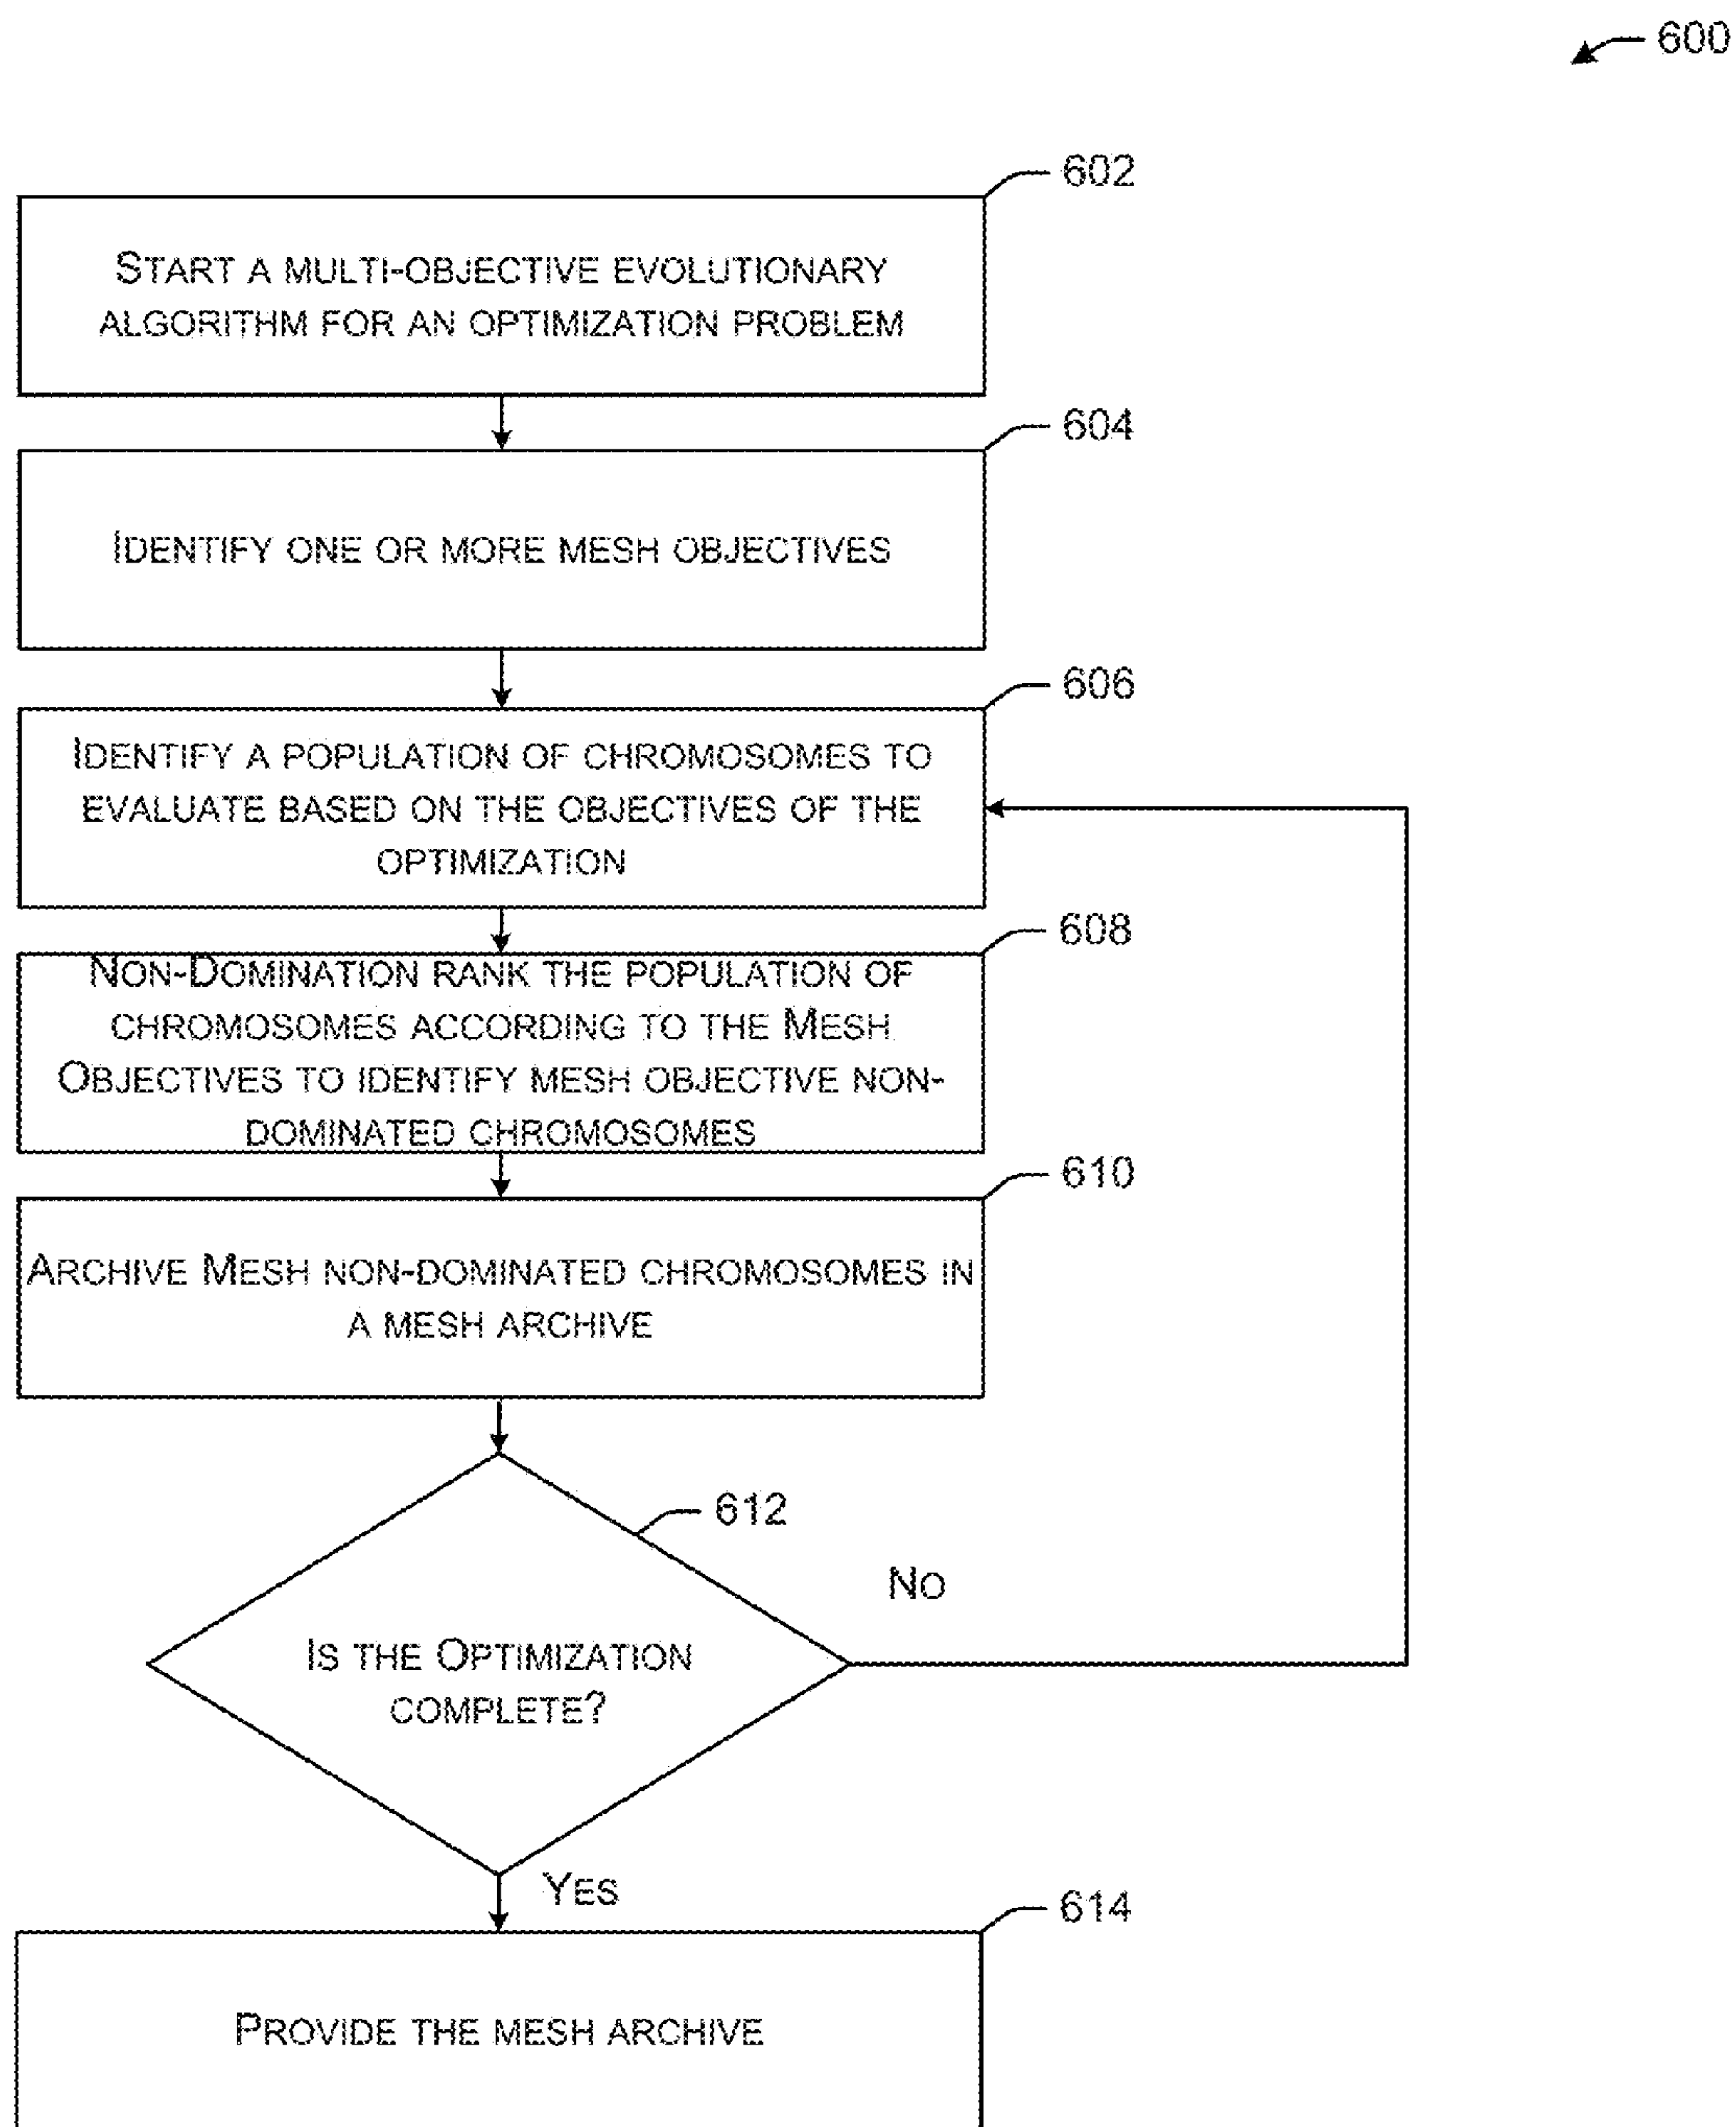 600
602
START A MULTI-OBJECTIVE EVOLUTIONARY
ALGORITHM FOR AN OPTIMIZATION PROBLEM
604
IDENTIFY ONE OR MORE MESH OBJECTIVES
606
IDENTIFY A POPULATION OF CHROMOSOMES TO
EVALUATE BASED ON THE OBJECTIVES OF THE
OPTIMIZATION
608
NON-DOMINATION RANK THE POPULATION OF
CHROMOSOMES ACCORDING TO THE MESH
OBJECTIVES TO IDENTIFY MESH OBJECTIVE NON-
DOMINATED CHROMOSOMES
610
ARCHIVE MESH NON-DOMINATED CHROMOSOMES IN
A MESH ARCHIVE
612
NO
IS THE OPTIMIZATION
COMPLETE?
YES
614
PROVIDE THE MESH ARCHIVE